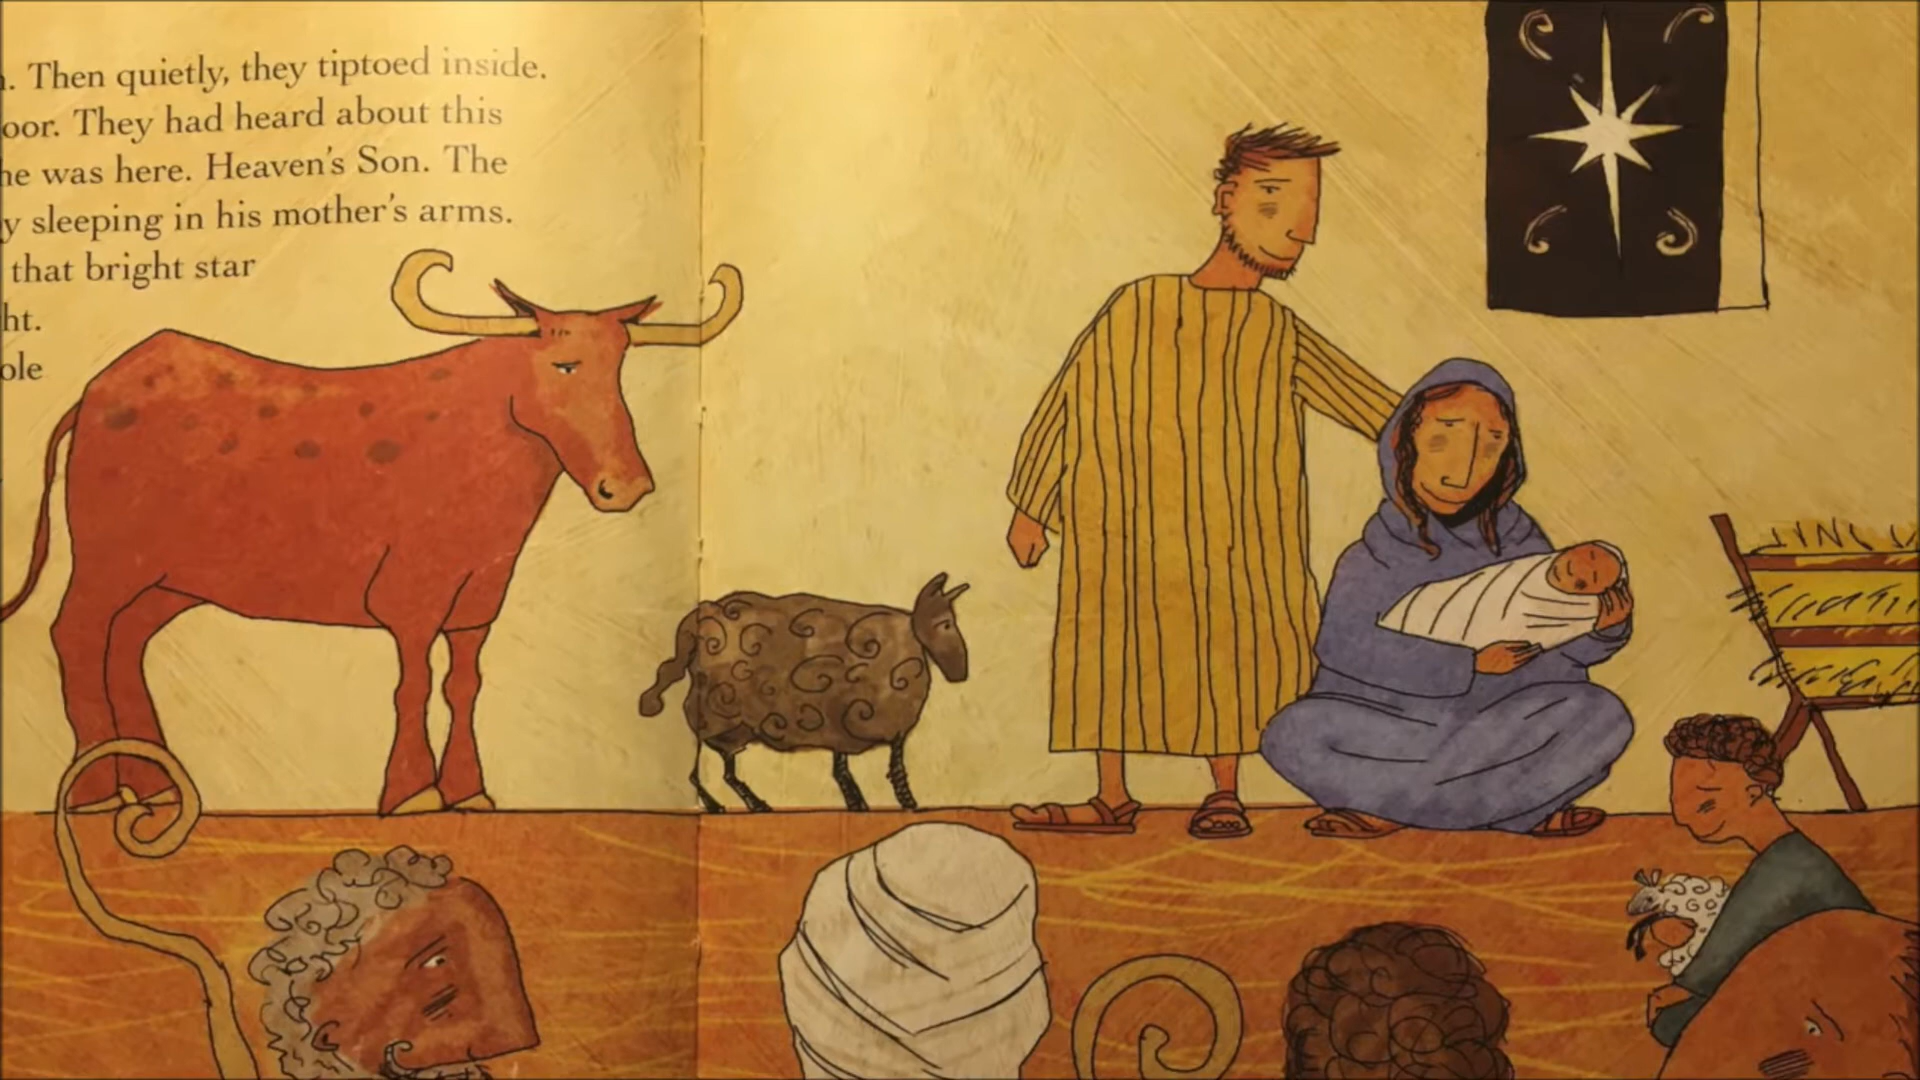 . Then quietly, they tiptoed inside.
oor. They had heard about this
he was here. Heaven's Son. The
y sleeping in his mother's arms.
that bright star
ht.
ole